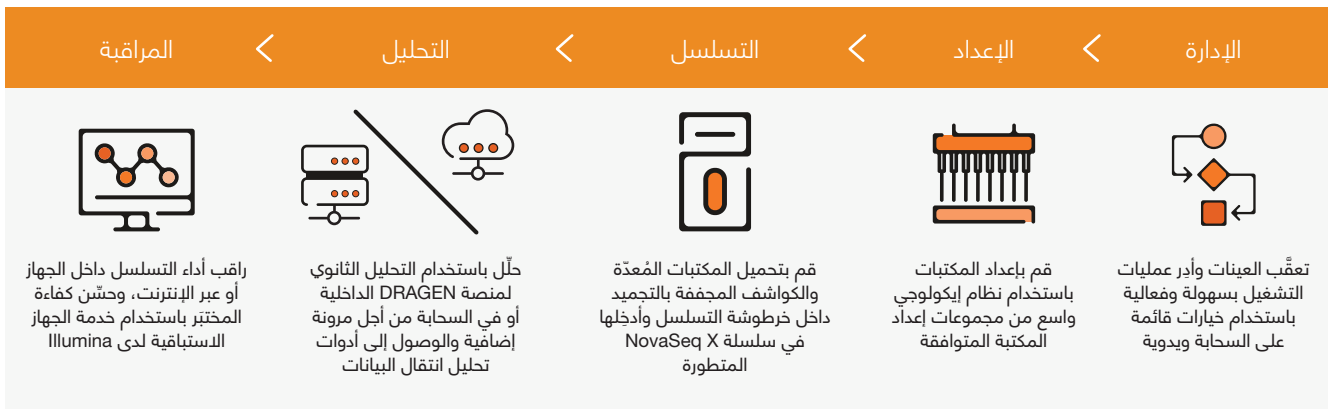 الإدارة
الإعداد
التسلسل
التحليل
المراقبة
تعقَّب العينات وأدِر عمليات
التشغيل بسهولة وفعالية
باستخدام خيارات قائمة
على السحابة ويدوية
قم بإعداد المكتبات
باستخدام نظام إيكولوجي
واسع من مجموعات إعداد
المكتبة المتوافقة
قم بتحميل المكتبات المُعدّة
والكواشف المجففة بالتجميد
داخل خرطوشة التسلسل وأدخِلها
في سلسلة NovaSeq X
المتطورة
حلّل باستخدام التحليل الثانوي
لمنصة DRAGEN الداخلية
أو في السحابة من أجل مرونة
إضافية والوصول إلى أدوات
تحليل انتقال البيانات
راقب أداء التسلسل داخل الجهاز
أو عبر الإنترنت، وحسّن كفاءة
المختبَر باستخدام خدمة الجهاز
الاستباقية لدى Illumina